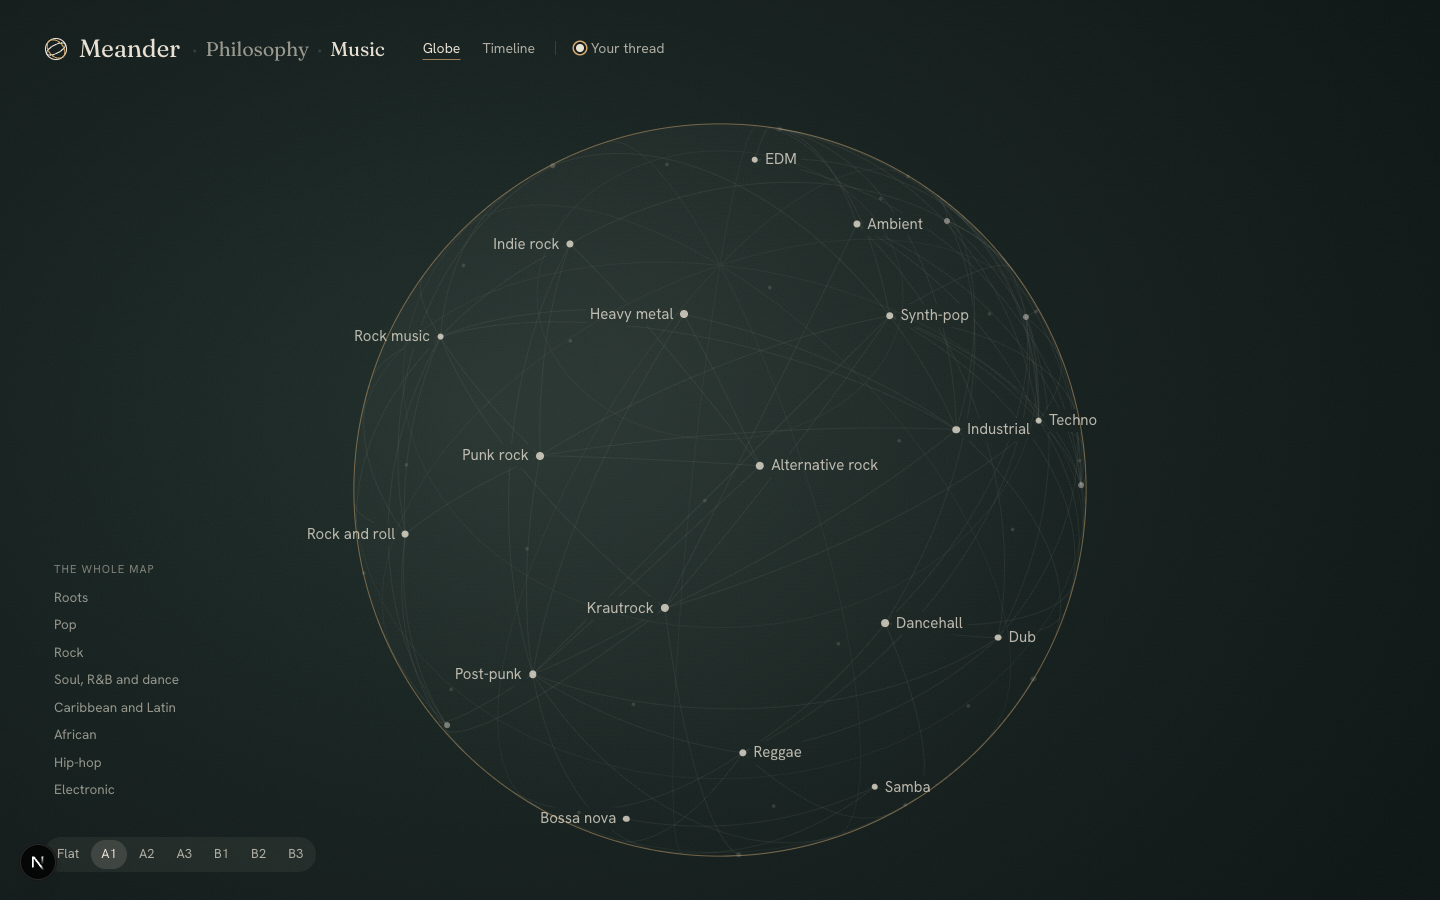 Meander · Philosophy · Music Globe Timeline Your thread
EDM
Ambient
Indie rock
Heavy metal
Synth-pop
Rock music
Techno
Industrial
Punk rock
Alternative rock
Rock and roll
THE WHOLE MAP
Roots
Krautrock
Pop
Dancehall
Dub
Rock
Post-punk
Soul, R&B and dance
Caribbean and Latin
African
Reggae
Hip-hop
Samba
Electronic
Bossa nova
N Flat A1 A2 A3 B1 B2 B3